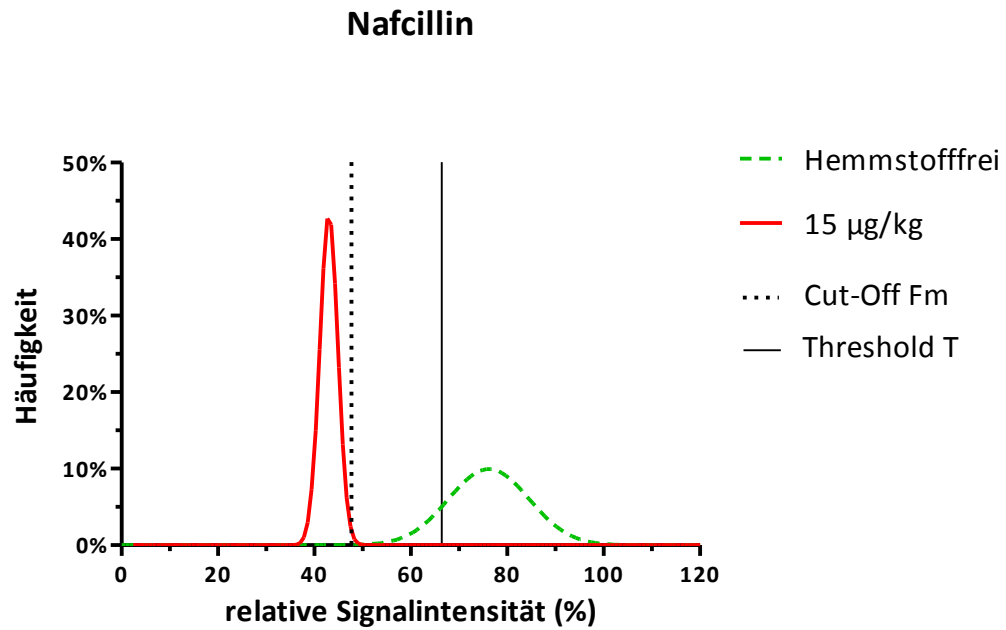 Nafcillin
50%
40%
30%
20%
10%
0%
Häufigkeit
0 20 40 60 80 100 120
relative Signalintensität (%)
Hemmstofffrei
15 µg/kg
Cut-Off Fm
Threshold T